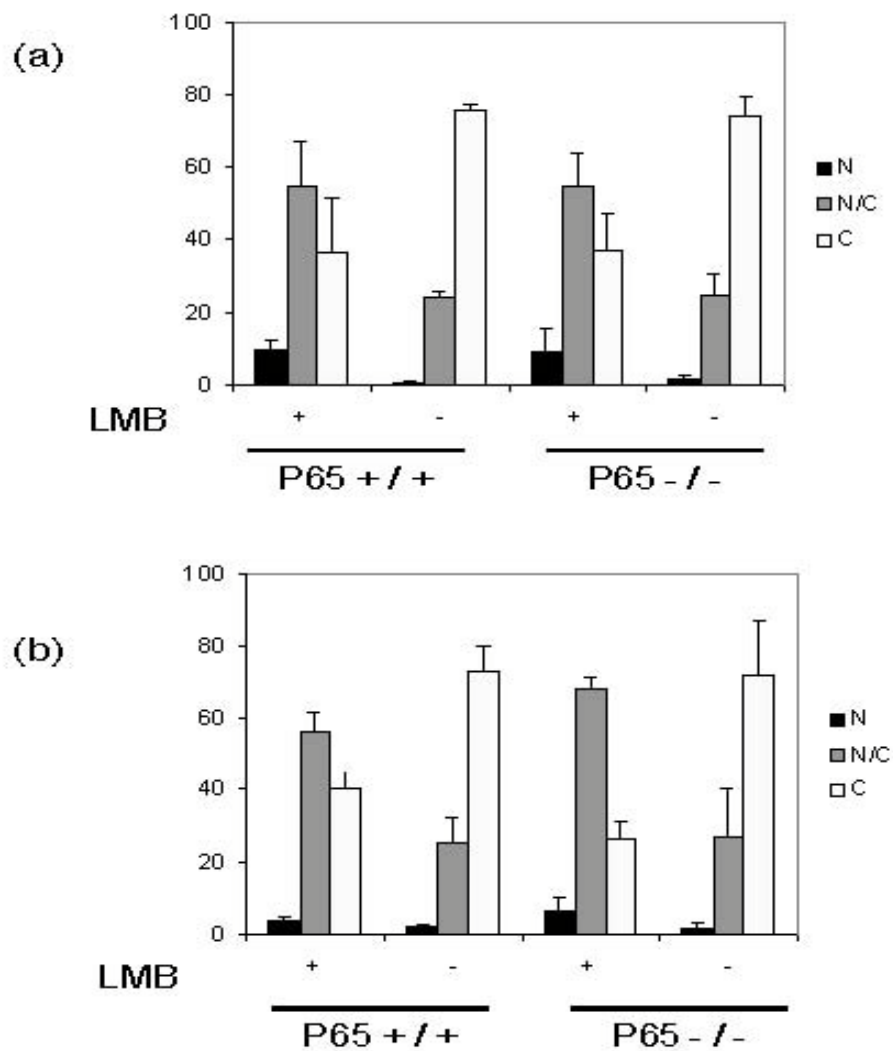 (a)
100
80
60
40
20
0
N
N/C
C
LMB + - + -
P65 +/+ P65 -/-
(b)
100
80
60
40
20
0
N
N/C
C
LMB + - + -
P65 +/+ P65 -/-